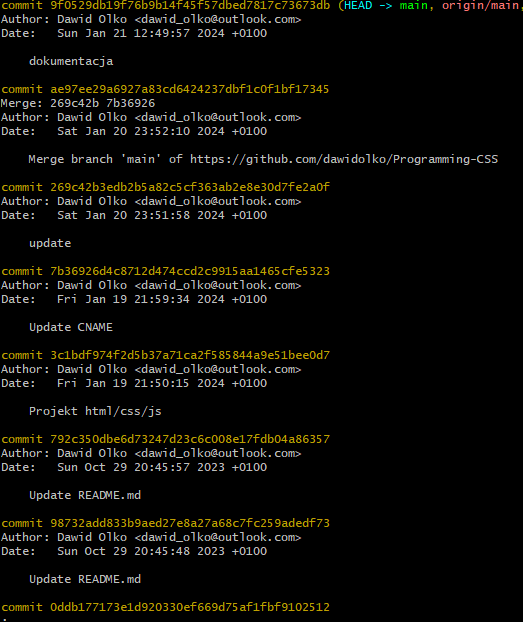 commit 9f0529db19f76b9b14f45f57dbed7817c73673db (HEAD -> main, origin/main,
Author: Dawid Olko <dawid_olko@outlook.com>
Date:   Sun Jan 21 12:49:57 2024 +0100
dokumentacja
commit ae97ee29a6927a83cd6424237dbf1c0f1bf17345
Merge: 269c42b 7b36926
Author: Dawid Olko <dawid_olko@outlook.com>
Date:   Sat Jan 20 23:52:10 2024 +0100
Merge branch 'main' of https://github.com/dawidolko/Programming-CSS
commit 269c42b3edb2b5a82c5cf363ab2e8e30d7fe2a0f
Author: Dawid Olko <dawid_olko@outlook.com>
Date:   Sat Jan 20 23:51:58 2024 +0100
update
commit 7b36926d4c8712d474ccd2c9915aa1465cfe5323
Author: Dawid Olko <dawid_olko@outlook.com>
Date:   Fri Jan 19 21:59:34 2024 +0100
Update CNAME
commit 3c1bdf974f2d5b37a71ca2f585844a9e51bee0d7
Author: Dawid Olko <dawid_olko@outlook.com>
Date:   Fri Jan 19 21:50:15 2024 +0100
Projekt html/css/js
commit 792c350dbe6d73247d23c6c008e17fdb04a86357
Author: Dawid Olko <dawid_olko@outlook.com>
Date:   Sun Oct 29 20:45:57 2023 +0100
Update README.md
commit 98732add833b9aed27e8a27a68c7fc259adedf73
Author: Dawid Olko <dawid_olko@outlook.com>
Date:   Sun Oct 29 20:45:48 2023 +0100
Update README.md
commit 0ddb177173e1d920330ef669d75af1fbf9102512